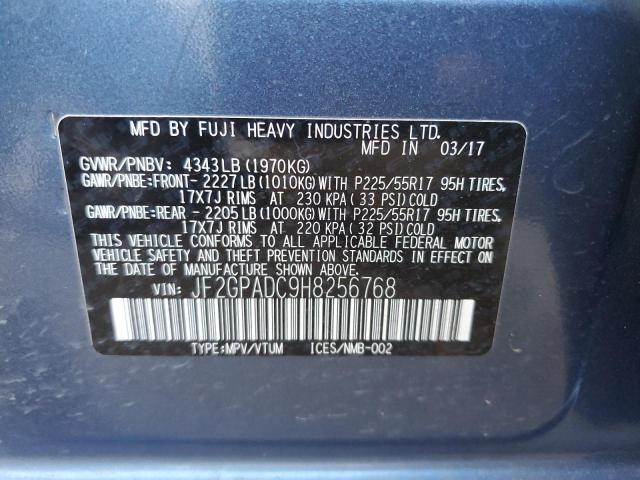 MFD BY FUJI HEAVY INDUSTRIES LTD.
MFD IN 03/17
GVWR/PNBV: 4343LB(1970KG)
GAWR/PNBE:FRONT- 2227LB(1010KG) WITH P225/55R17 95H TIRES,
17X7J RIMS AT 230 KPA (33 PSI) COLD
GAWR/PNBE:REAR - 2205LB(1000KG) WITH P225/55R17 95H TIRES,
17X7J RIMS AT 220 KPA (32 PSI) COLD
THIS VEHICLE CONFORMS TO ALL APPLICABLE FEDERAL MOTOR
VEHICLE SAFETY AND THEFT PREVENTION STANDARDS IN EFFECT
ON THE DATE OF MANUFACTURE SHOWN ABOVE.
VIN: JF2GPADC9H8256768
TYPE:MPV/VTUM ICES/NMB-002